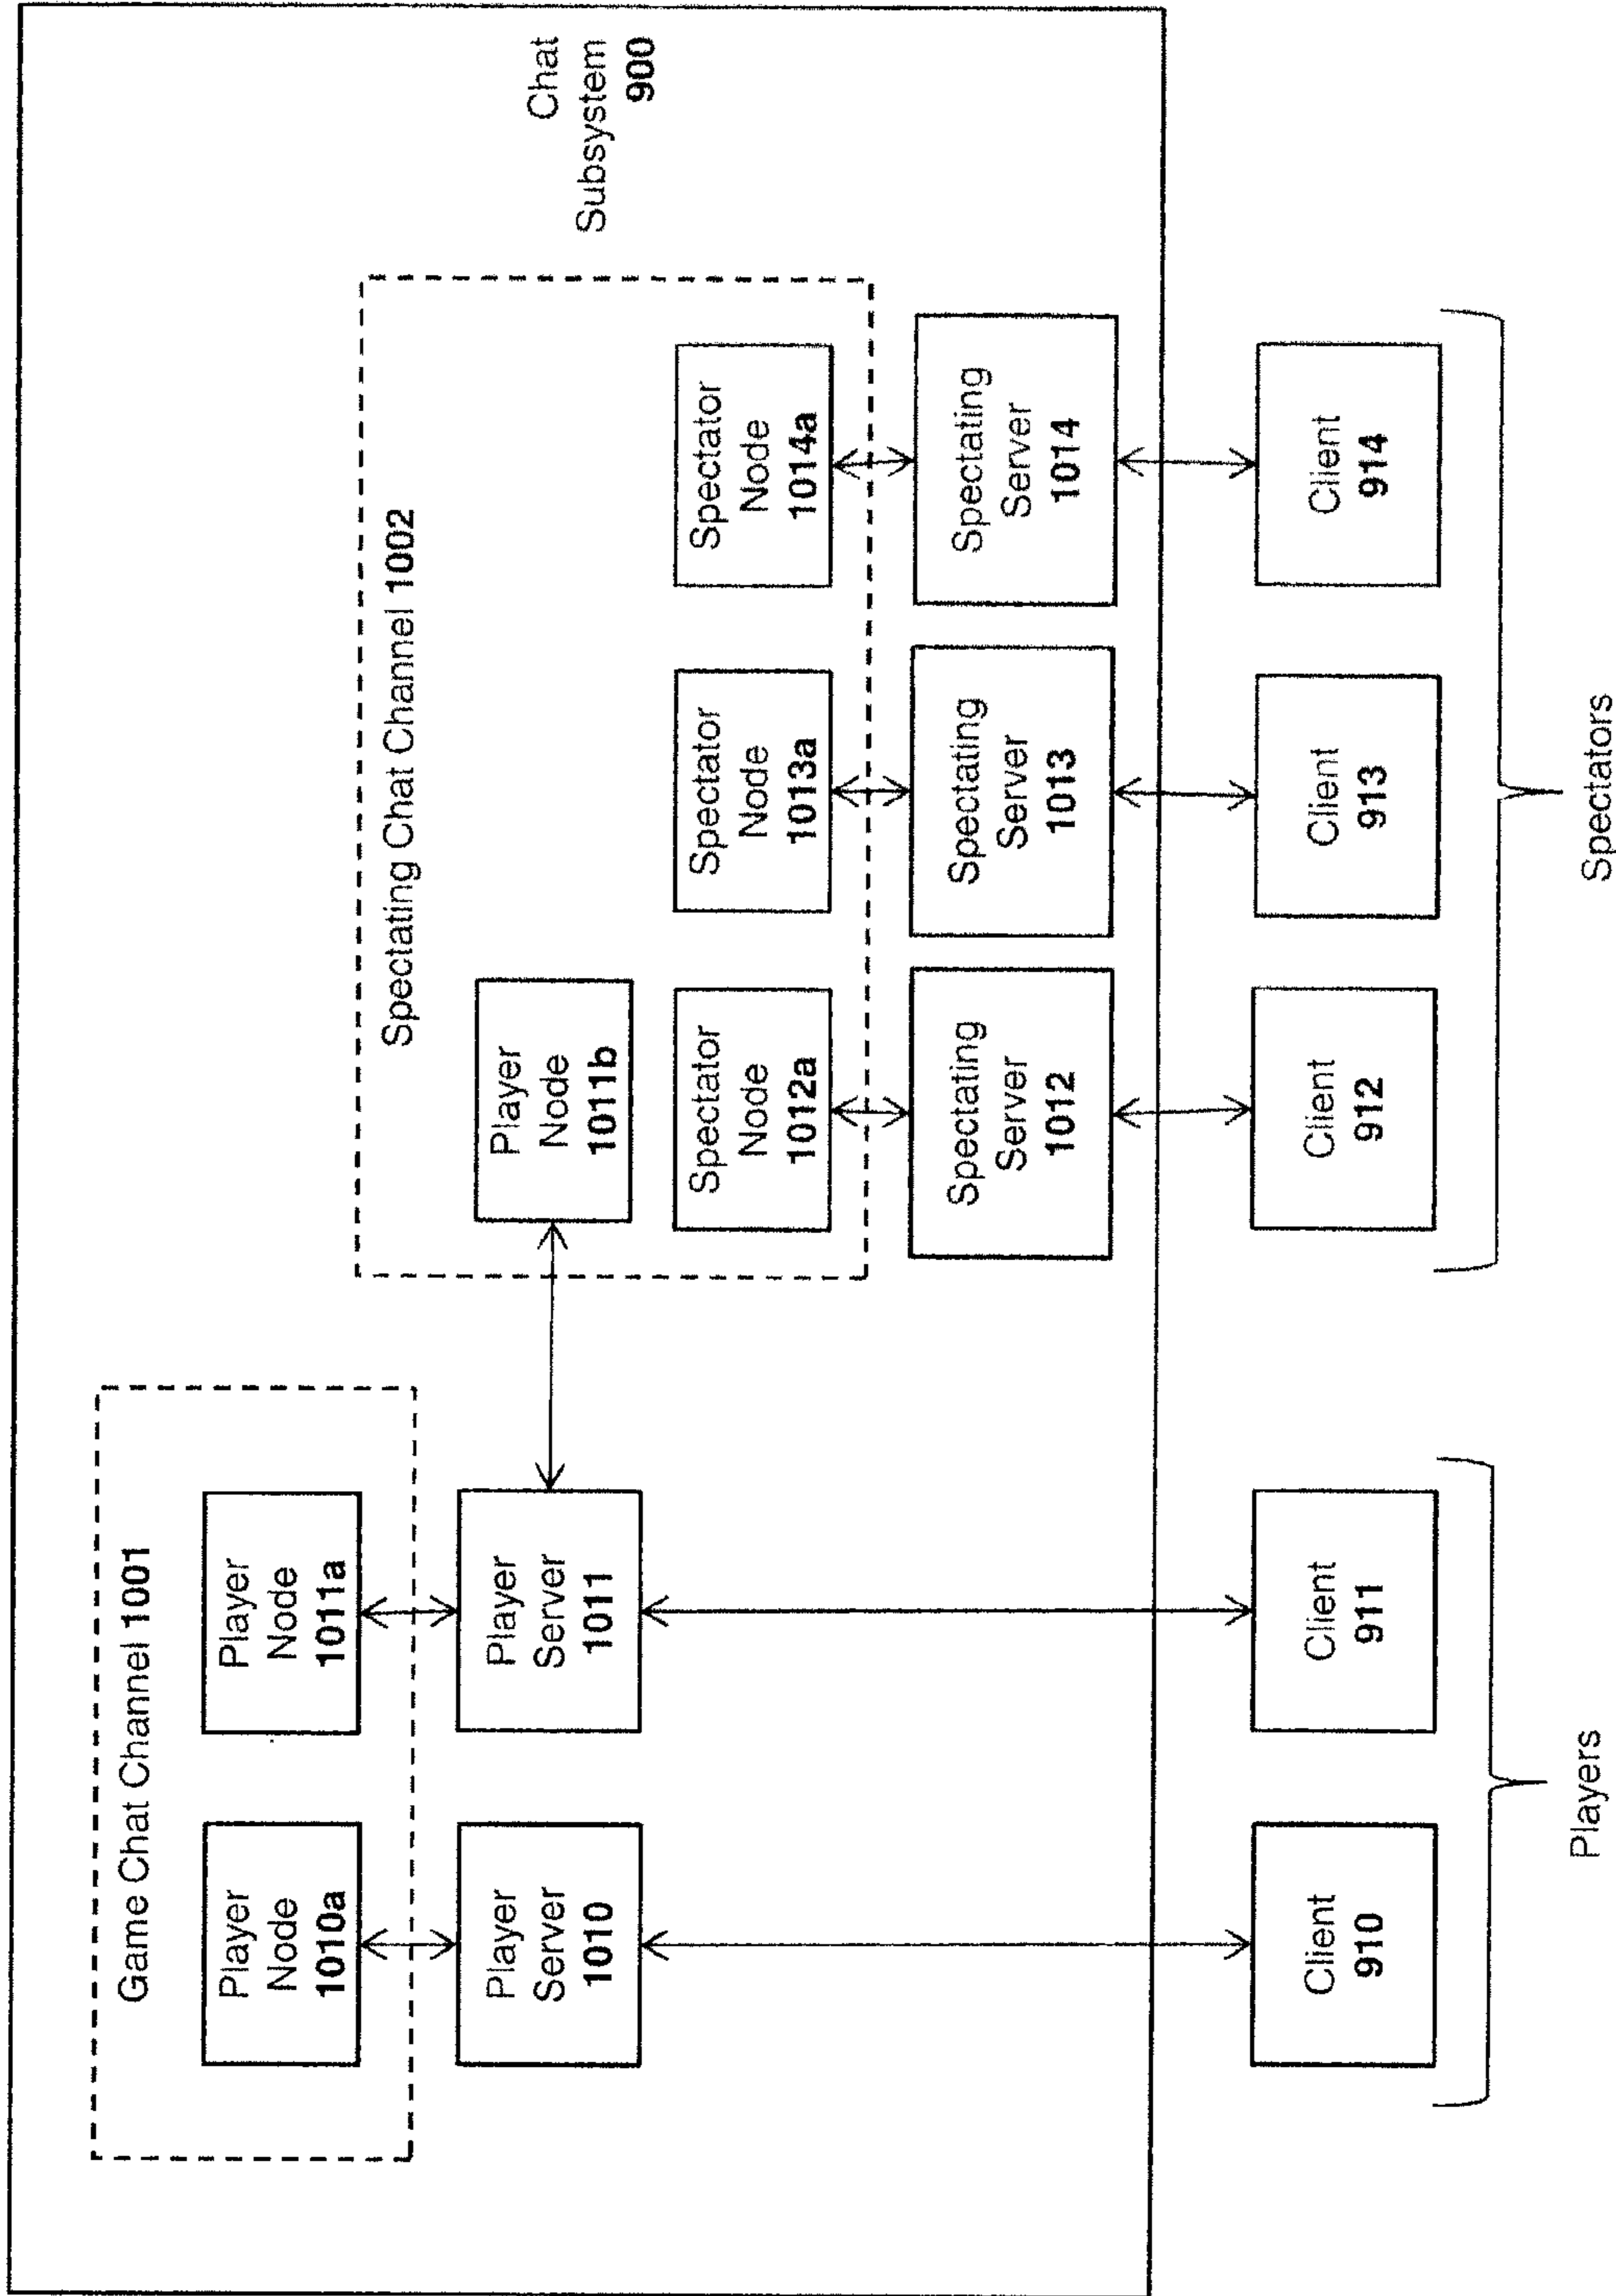 Chat
Subsystem
900
Game Chat Channel 1001
Player
Node
1010a
Player
Node
1011a
Player
Server
1010
Player
Server
1011
Spectating Chat Channel 1002
Player
Node
1011b
Spectator
Node
1012a
Spectator
Node
1013a
Spectator
Node
1014a
Spectating
Server
1012
Spectating
Server
1013
Spectating
Server
1014
Client
910
Client
911
Client
912
Client
913
Client
914
Players
Spectators